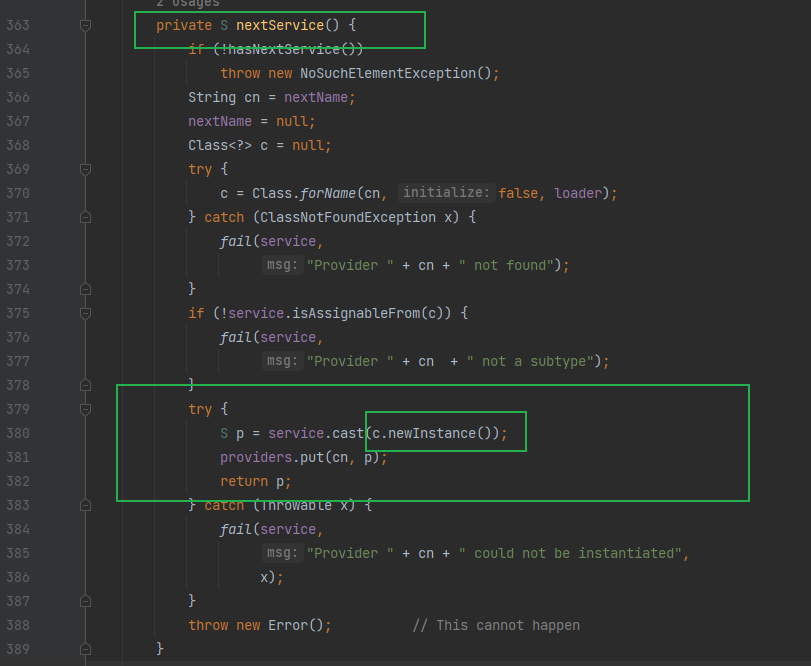 2 usages
363 private S nextService() {
364 if (!hasNextService())
365 throw new NoSuchElementException();
366 String cn = nextName;
367 nextName = null;
368 Class<?> c = null;
369 try {
370 c = Class.forName(cn, initialize: false, loader);
371 } catch (ClassNotFoundException x) {
372 fail(service,
373 msg: "Provider " + cn + " not found");
374 }
375 if (!service.isAssignableFrom(c)) {
376 fail(service,
377 msg: "Provider " + cn  + " not a subtype");
378 }
379 try {
380 S p = service.cast(c.newInstance());
381 providers.put(cn, p);
382 return p;
383 } catch (Throwable x) {
384 fail(service,
385 msg: "Provider " + cn + " could not be instantiated",
386 x);
387 }
388 throw new Error();          // This cannot happen
389 }